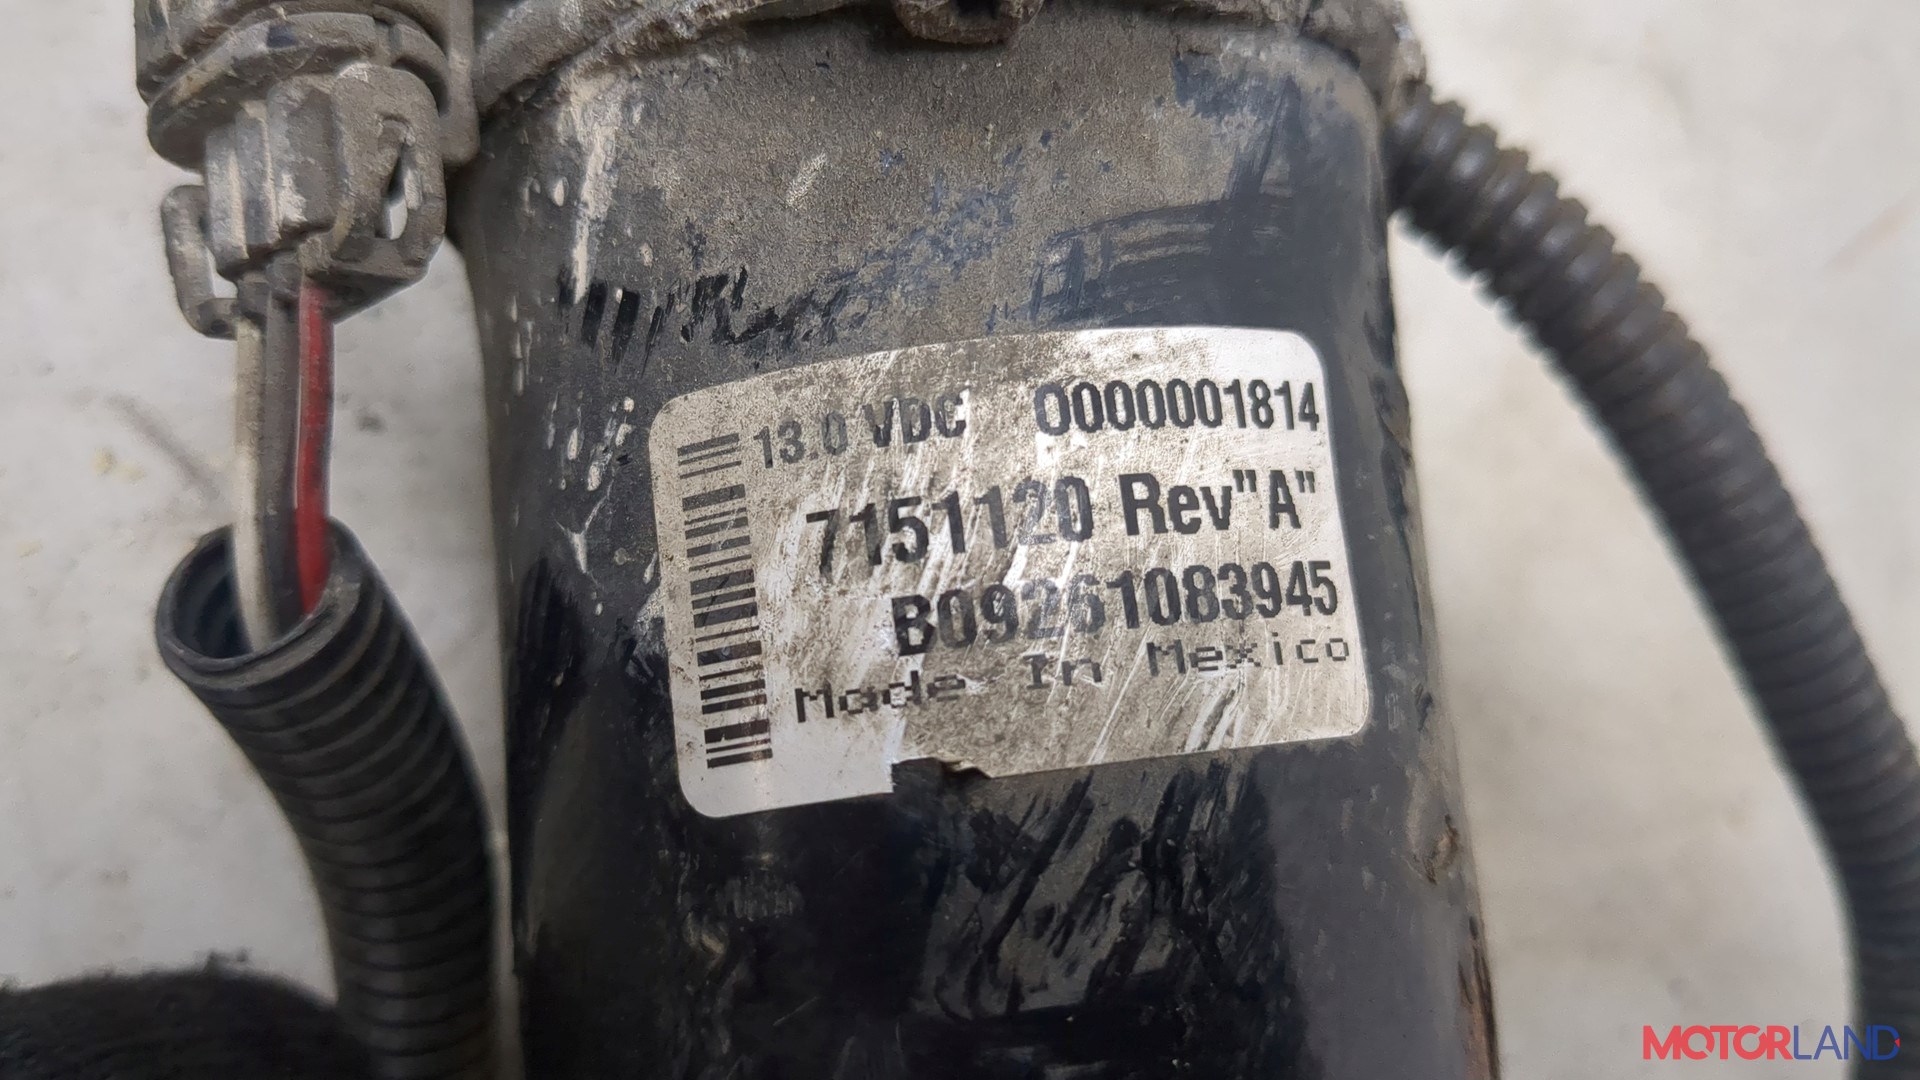 13.0 VDC 0000001814
7151120 Rev"A"
B09261083945
Made In Mexico
MOTORLAND